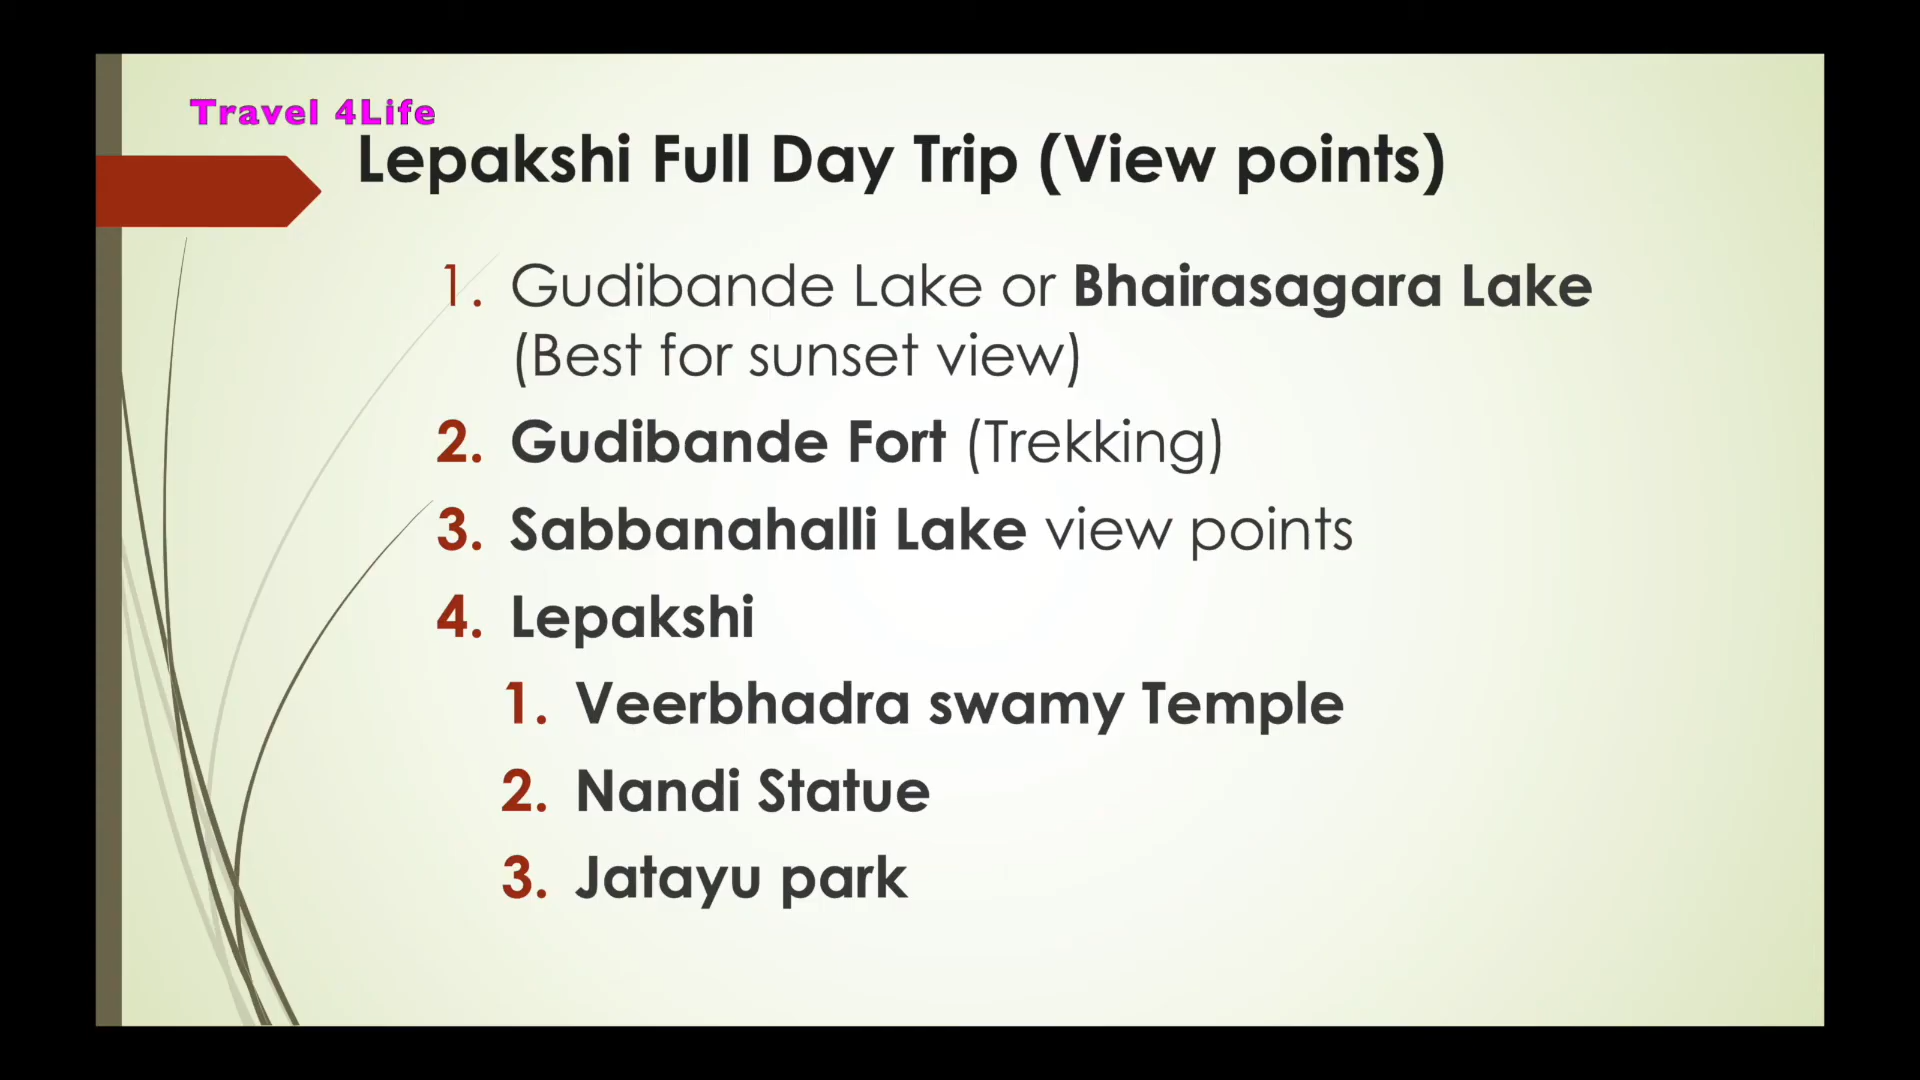 Travel 4Life
Lepakshi Full Day Trip (View points)
1. Gudibande Lake or Bhairasagara Lake
(Best for sunset view)
2. Gudibande Fort (Trekking)
3. Sabbanahalli Lake view points
4. Lepakshi
1. Veerbhadra swamy Temple
2. Nandi Statue
3. Jatayu park